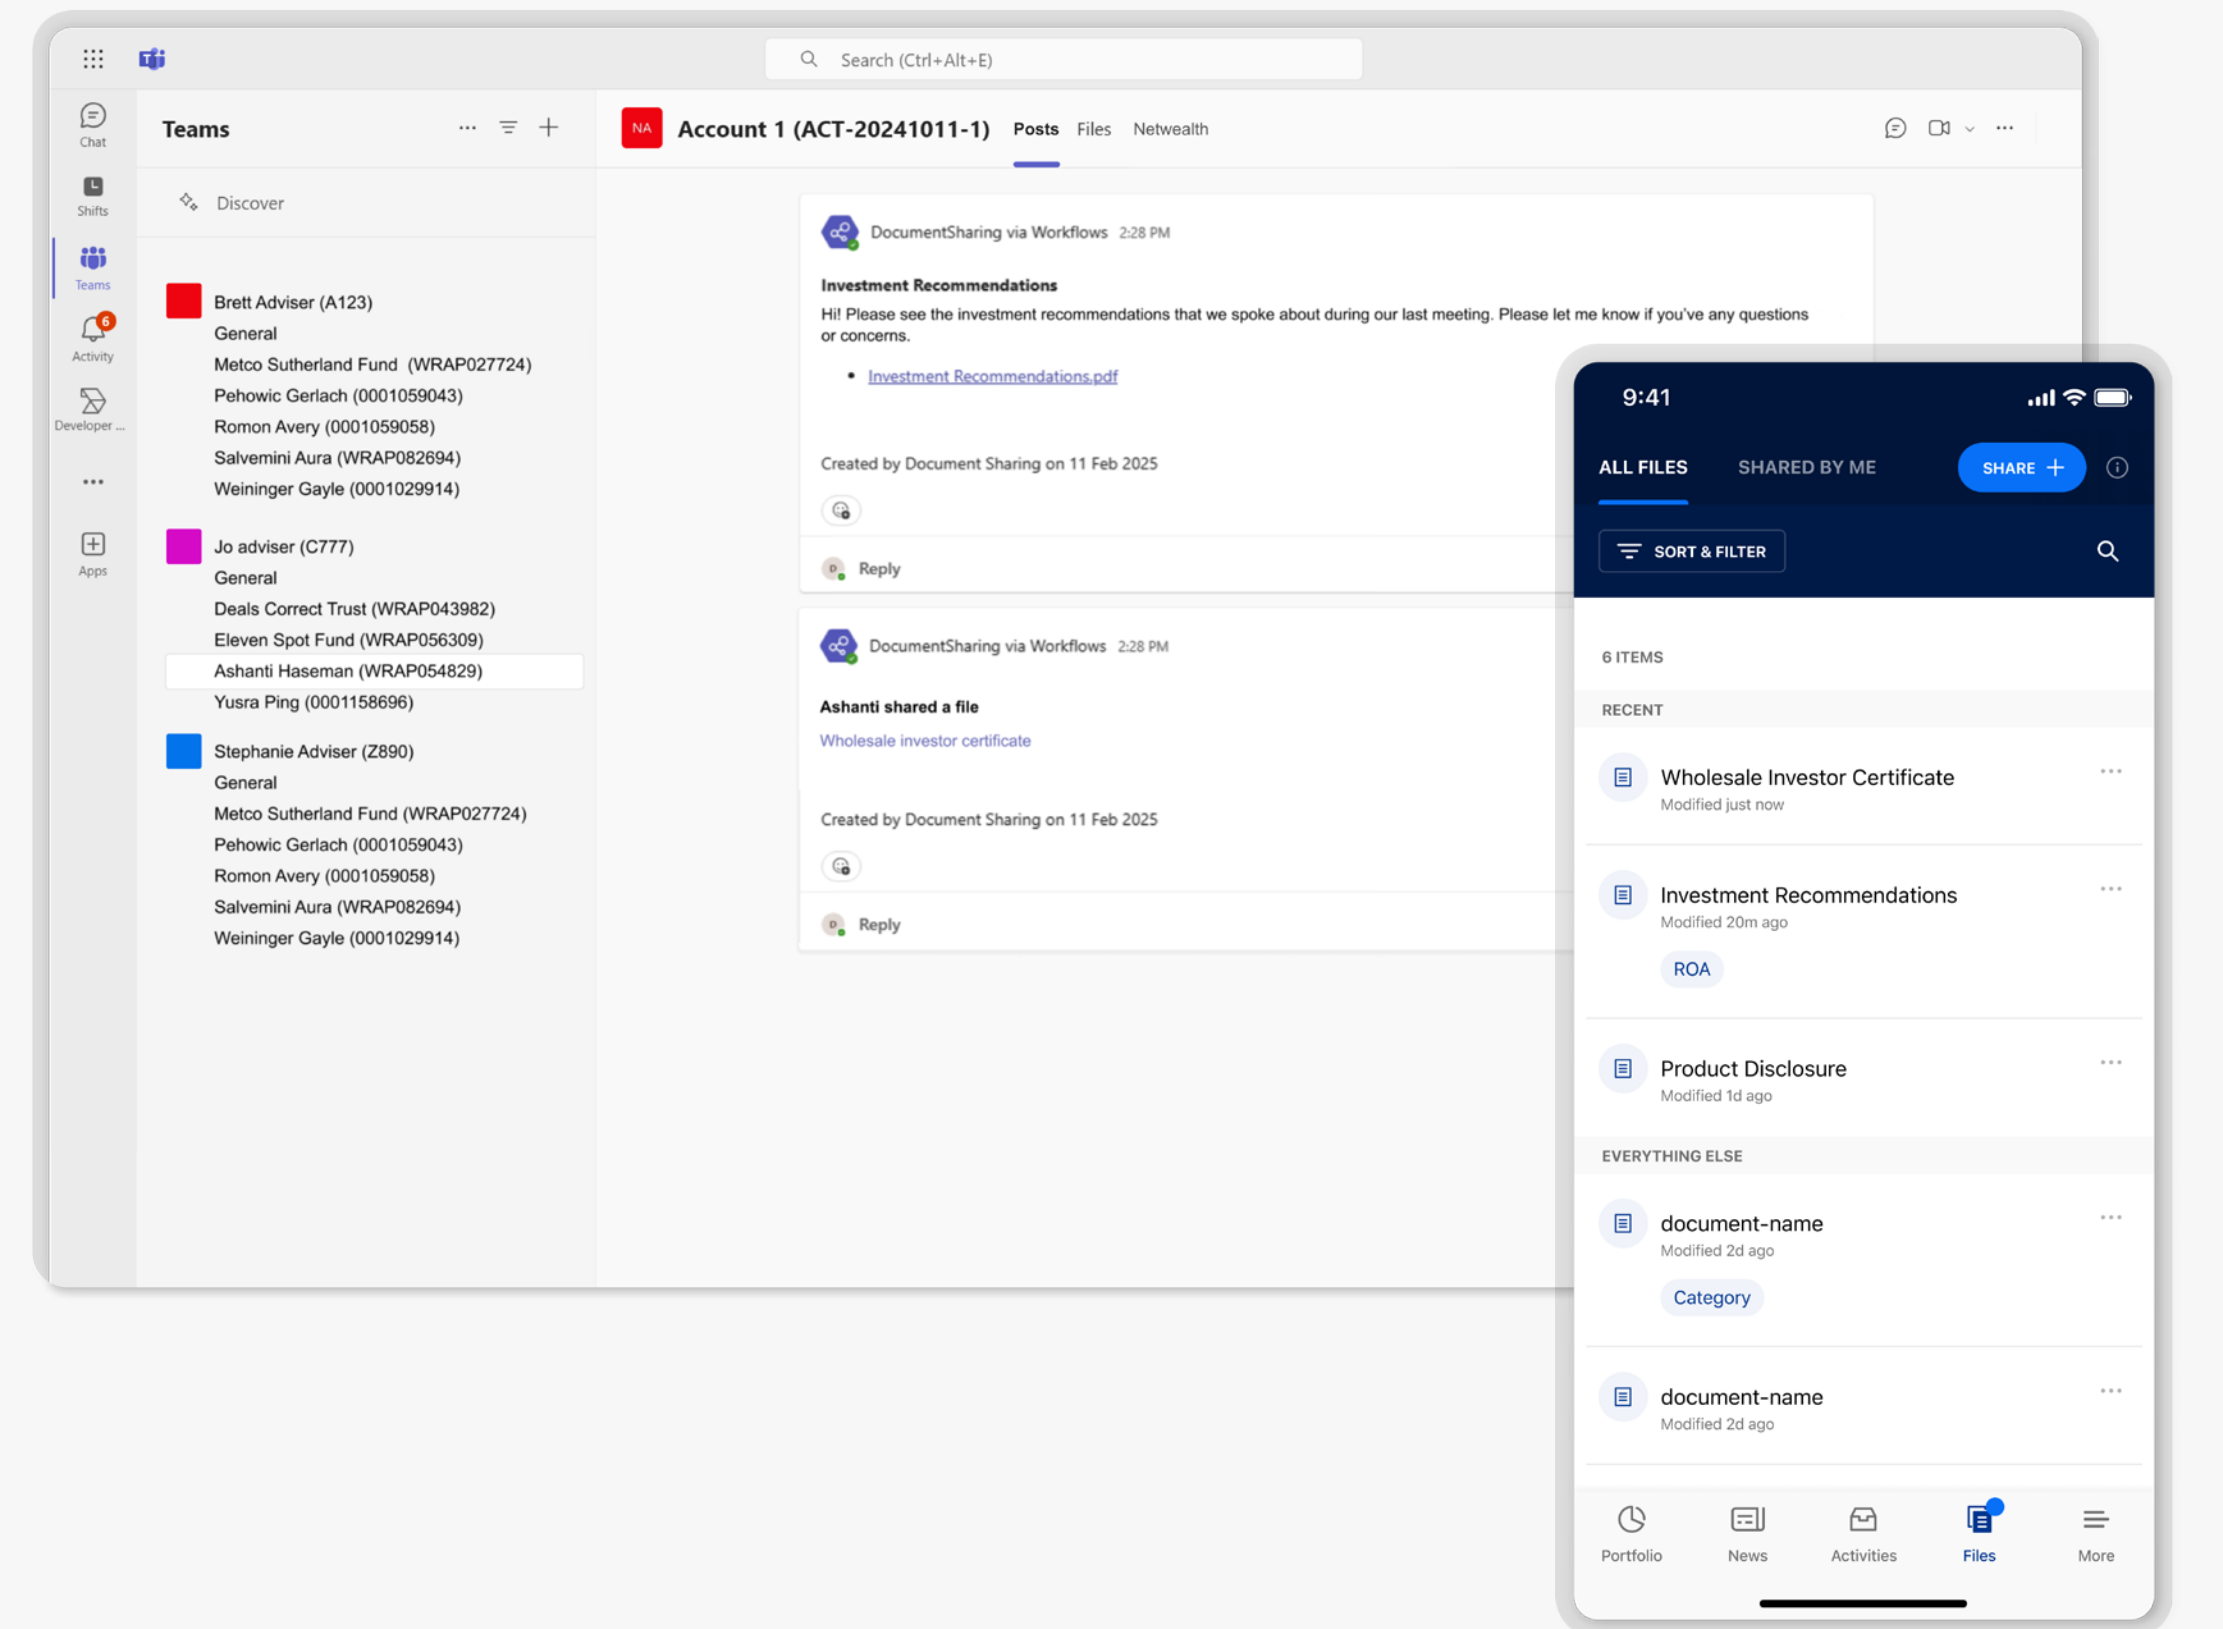 Search (Ctrl+Alt+E)
Chat
Shifts
Teams
6
Activity
Developer ...
Apps
Teams
Discover
Brett Adviser (A123)
General
Metco Sutherland Fund  (WRAP027724)
Pehowic Gerlach (0001059043)
Romon Avery (0001059058)
Salvemini Aura (WRAP082694)
Weininger Gayle (0001029914)
Jo adviser (C777)
General
Deals Correct Trust (WRAP043982)
Eleven Spot Fund (WRAP056309)
Ashanti Haseman (WRAP054829)
Yusra Ping (0001158696)
Stephanie Adviser (Z890)
General
Metco Sutherland Fund (WRAP027724)
Pehowic Gerlach (0001059043)
Romon Avery (0001059058)
Salvemini Aura (WRAP082694)
Weininger Gayle (0001029914)
NA Account 1 (ACT-20241011-1) Posts Files Netwealth
DocumentSharing via Workflows 2:28 PM
Investment Recommendations
Hi! Please see the investment recommendations that we spoke about during our last meeting. Please let me know if you've any questions
or concerns.
• Investment Recommendations.pdf
Created by Document Sharing on 11 Feb 2025
D Reply
DocumentSharing via Workflows 2:28 PM
Ashanti shared a file
Wholesale investor certificate
Created by Document Sharing on 11 Feb 2025
D Reply
9:41
ALL FILES SHARED BY ME SHARE +
SORT & FILTER
6 ITEMS
RECENT
Wholesale Investor Certificate
Modified just now
Investment Recommendations
Modified 20m ago
ROA
Product Disclosure
Modified 1d ago
EVERYTHING ELSE
document-name
Modified 2d ago
Category
document-name
Modified 2d ago
Portfolio News Activities Files More